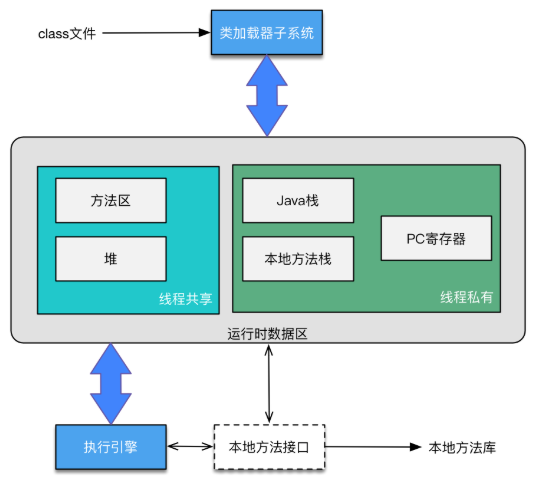 class文件
类加载器子系统
方法区
堆
线程共享
Java栈
本地方法栈
PC寄存器
线程私有
运行时数据区
执行引擎
本地方法接口
本地方法库